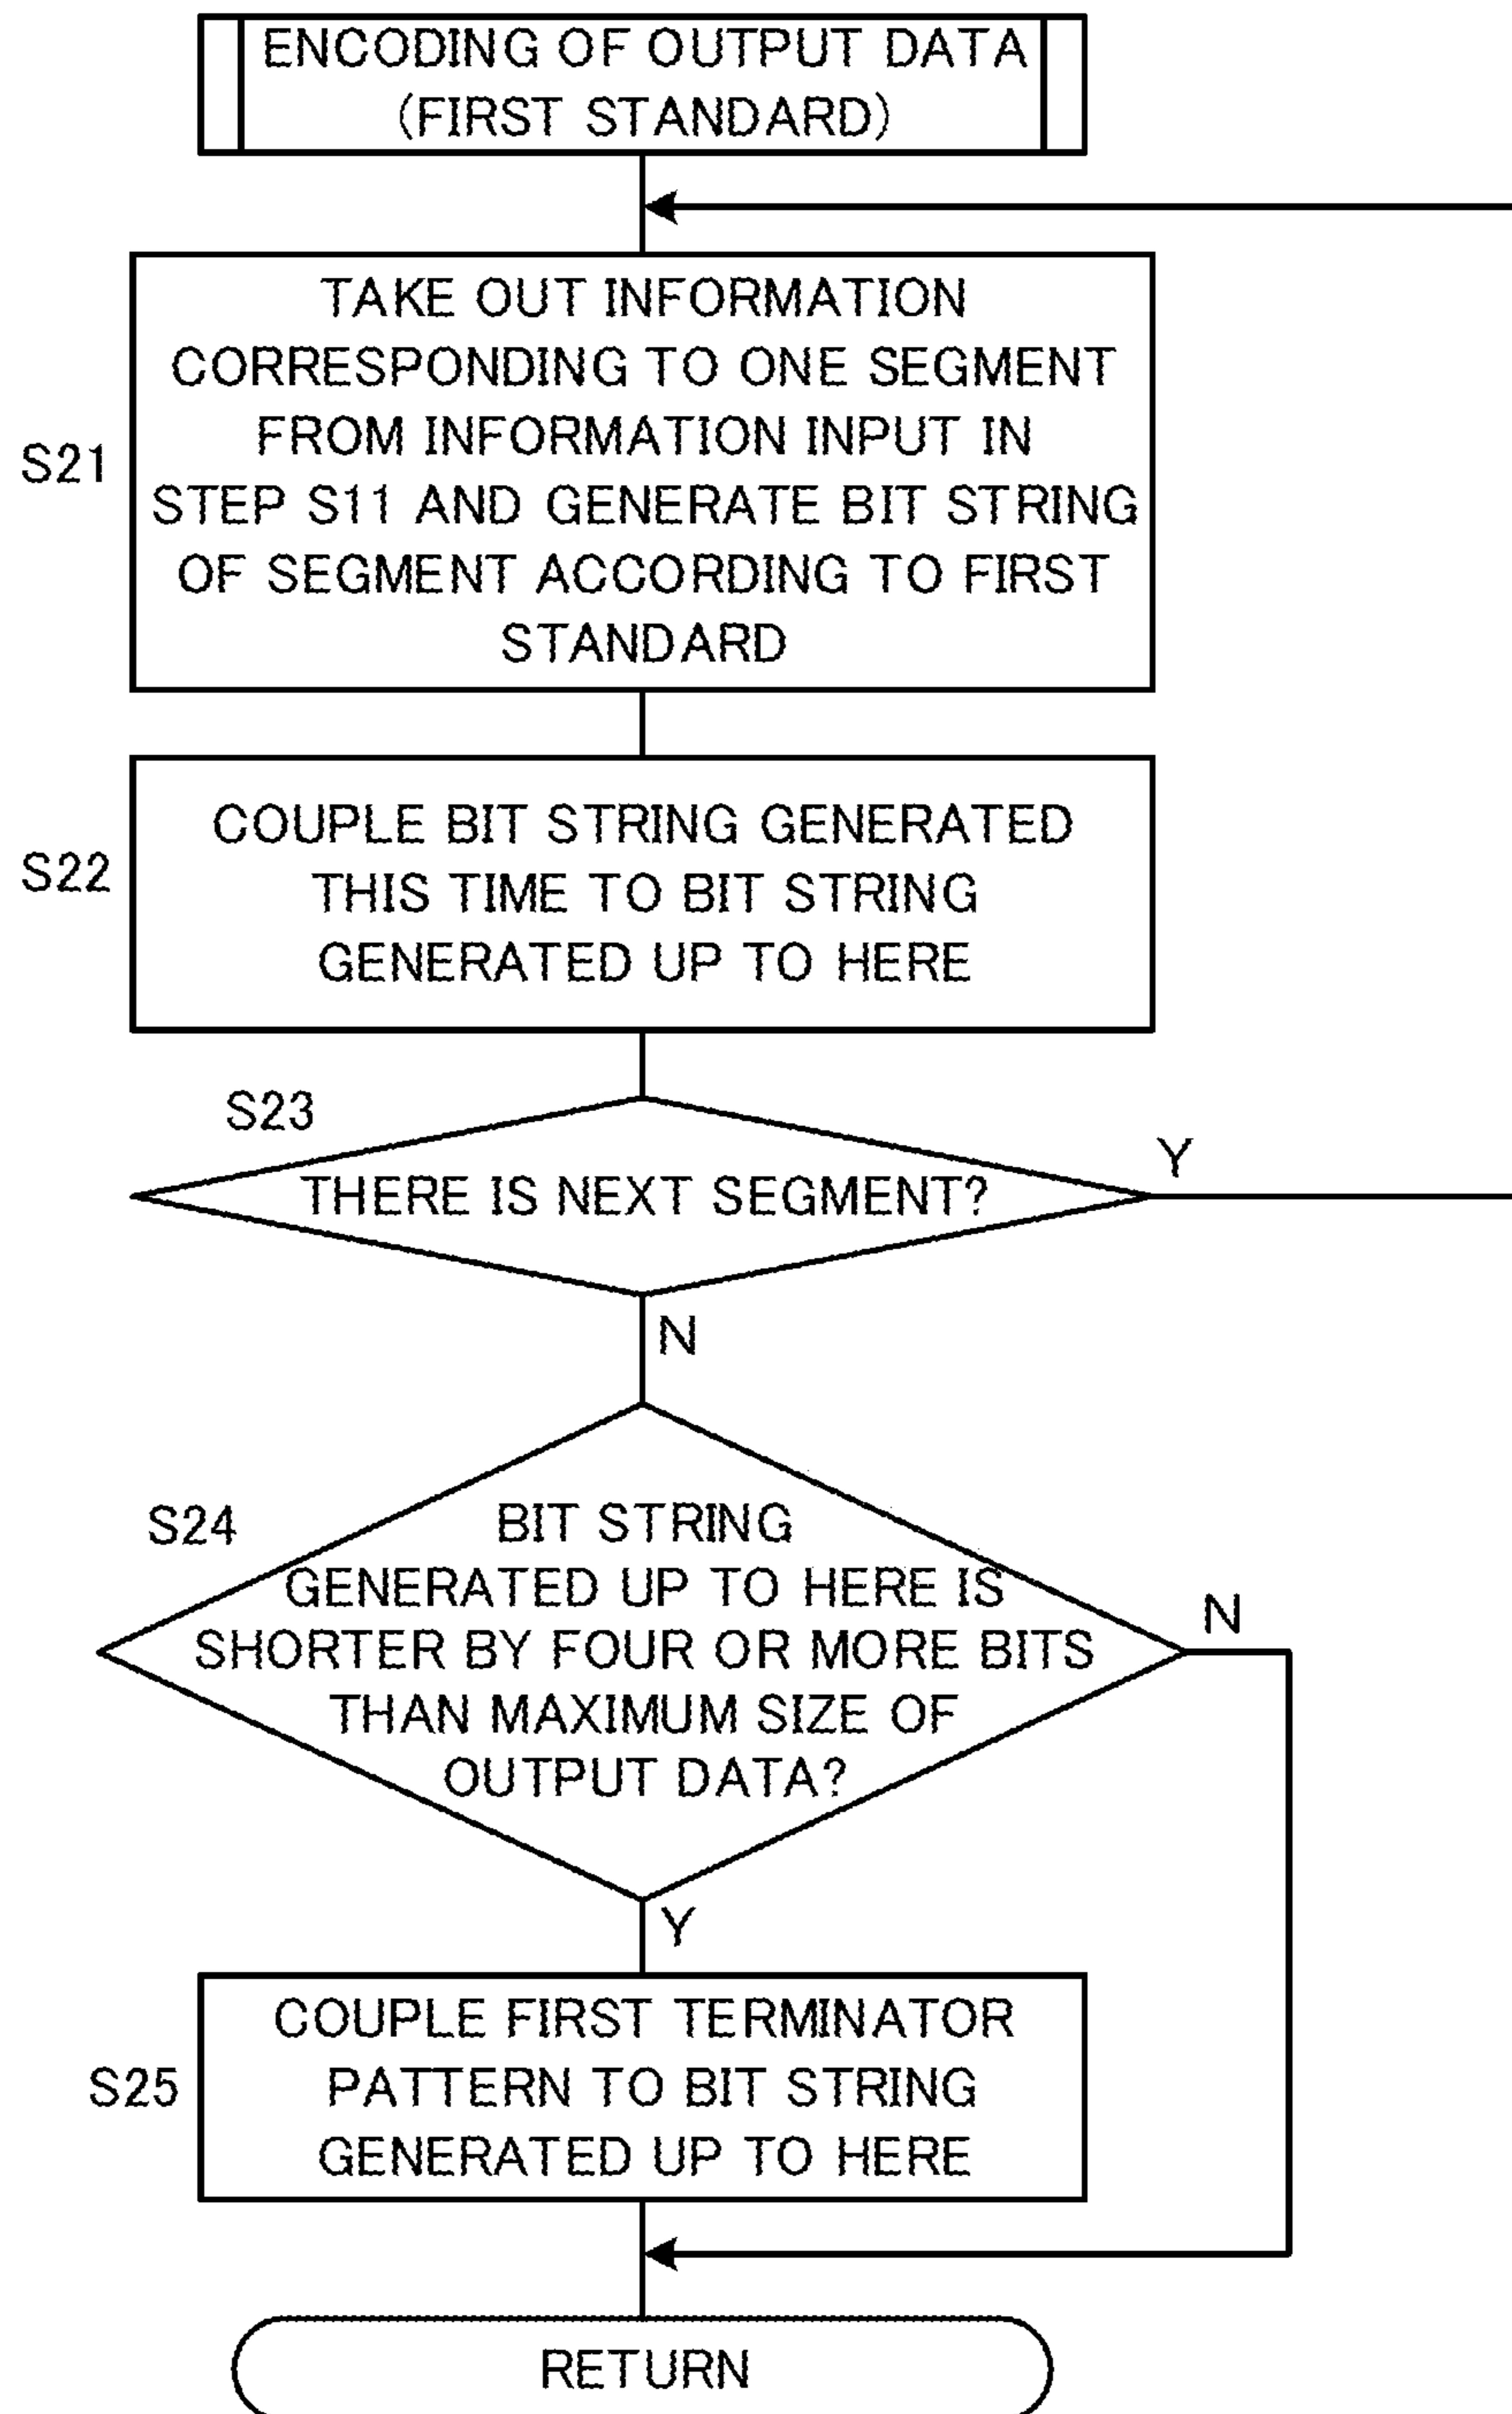 ENCODING OF OUTPUT DATA
(FIRST STANDARD)
TAKE OUT INFORMATION
CORRESPONDING TO ONE SEGMENT
FROM INFORMATION INPUT IN
STEP S11 AND GENERATE BIT STRING
OF SEGMENT ACCORDING TO FIRST
STANDARD
S21
COUPLE BIT STRING GENERATED
THIS TIME TO BIT STRING
GENERATED UP TO HERE
S22
S23
THERE IS NEXT SEGMENT?
Y
N
S24
BIT STRING
GENERATED UP TO HERE IS
SHORTER BY FOUR OR MORE BITS
THAN MAXIMUM SIZE OF
OUTPUT DATA?
N
Y
COUPLE FIRST TERMINATOR
PATTERN TO BIT STRING
GENERATED UP TO HERE
S25
RETURN